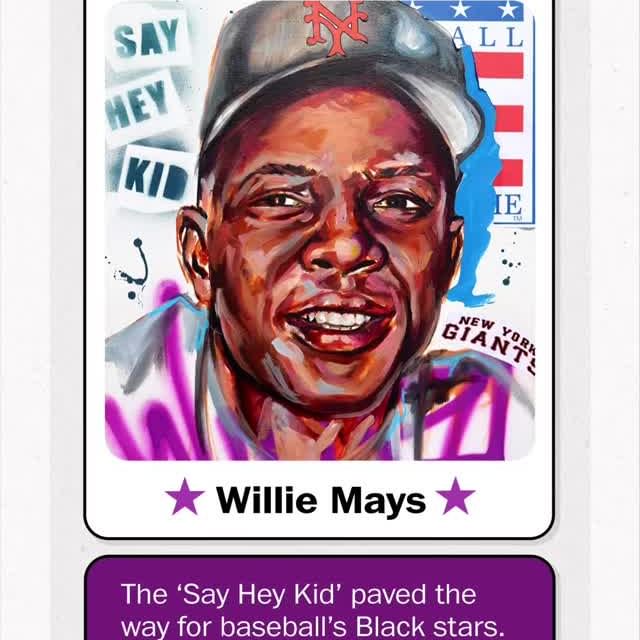 SAY
HEY
KID
NY
ALL
IE
TM
NEW YORK
GIANTS
Willie Mays
The ‘Say Hey Kid’ paved the
way for baseball’s Black stars.